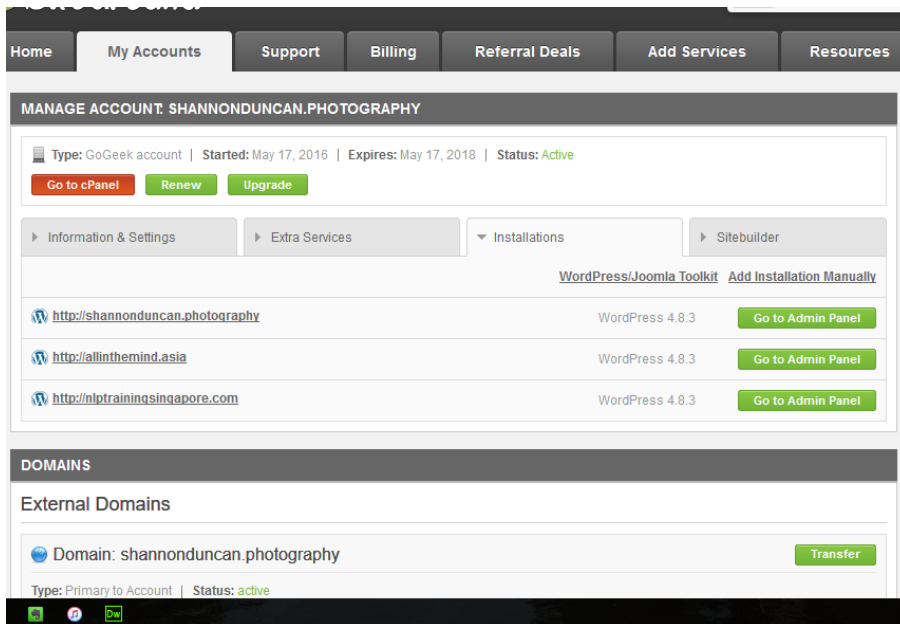 Home My Accounts Support Billing Referral Deals Add Services Resources
MANAGE ACCOUNT: SHANNONDUNCAN.PHOTOGRAPHY
Type: GoGeek account | Started: May 17, 2016 | Expires: May 17, 2018 | Status: Active
Go to cPanel Renew Upgrade
Information & Settings Extra Services Installations Sitebuilder
WordPress/Joomla Toolkit Add Installation Manually
http://shannonduncan.photography WordPress 4.8.3 Go to Admin Panel
http://allinthemind.asia WordPress 4.8.3 Go to Admin Panel
http://nlptrainingsingapore.com WordPress 4.8.3 Go to Admin Panel
DOMAINS
External Domains
Domain: shannonduncan.photography Transfer
Type: Primary to Account | Status: active
Dw